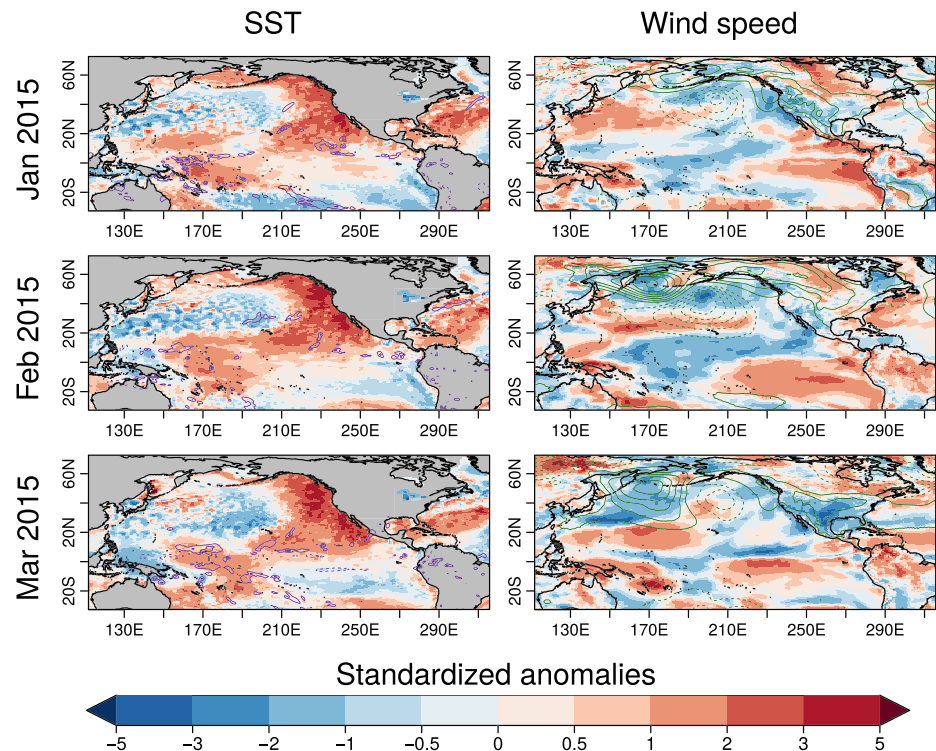 SST Wind speed
Jan 2015
60N 20N 20S 60N 20N 20S
130E 170E 210E 250E 290E 130E 170E 210E 250E 290E
Feb 2015
60N 20N 20S 60N 20N 20S
130E 170E 210E 250E 290E 130E 170E 210E 250E 290E
Mar 2015
60N 20N 20S 60N 20N 20S
130E 170E 210E 250E 290E 130E 170E 210E 250E 290E
Standardized anomalies
−5 −3 −2 −1 −0.5 0 0.5 1 2 3 5